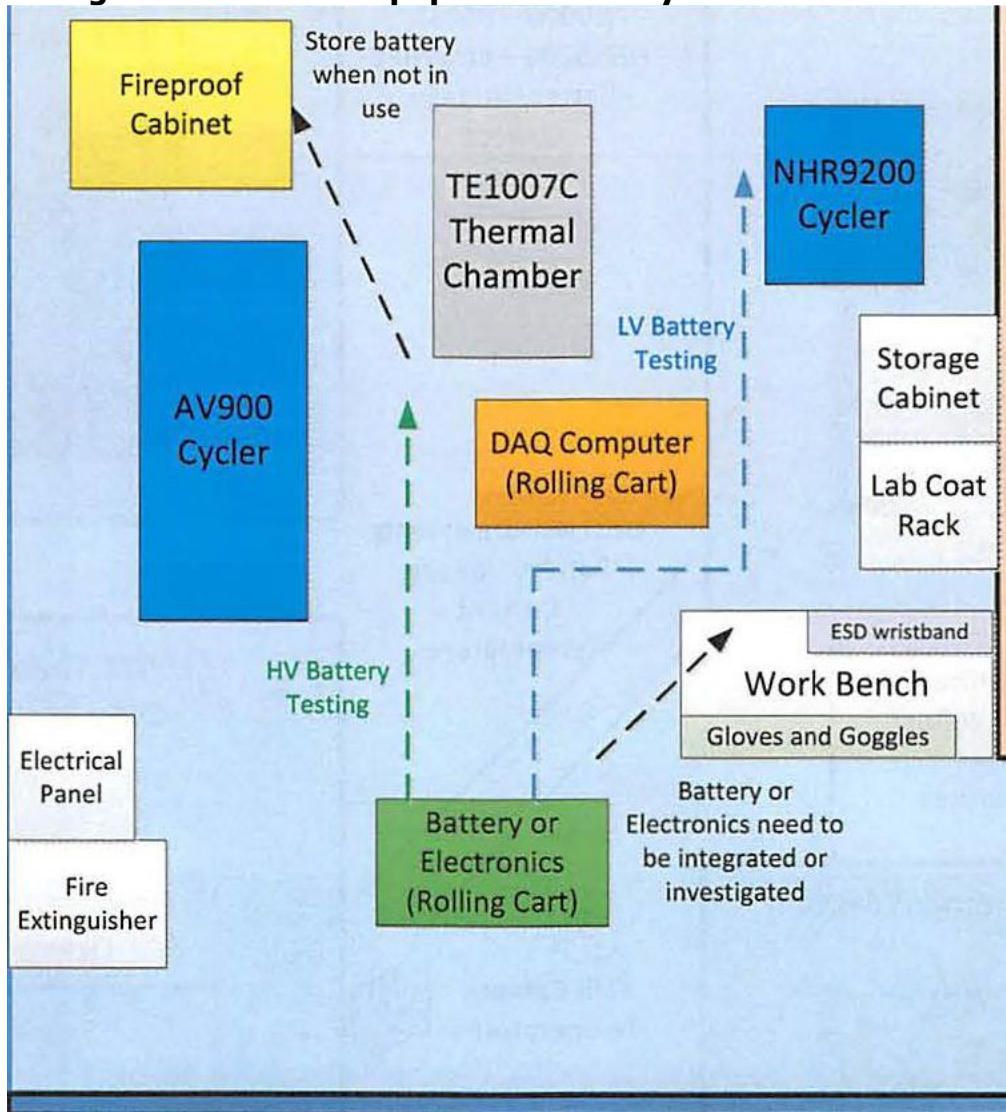 Fireproof
Cabinet
Store battery
when not in
use
TE1007C
Thermal
Chamber
NHR9200
Cycler
AV900
Cycler
LV Battery
Testing
Storage
Cabinet
DAQ Computer
(Rolling Cart)
Lab Coat
Rack
HV Battery
Testing
ESD wristband
Work Bench
Gloves and Goggles
Electrical
Panel
Fire
Extinguisher
Battery or
Electronics
(Rolling Cart)
Battery or
Electronics need to
be integrated or
investigated